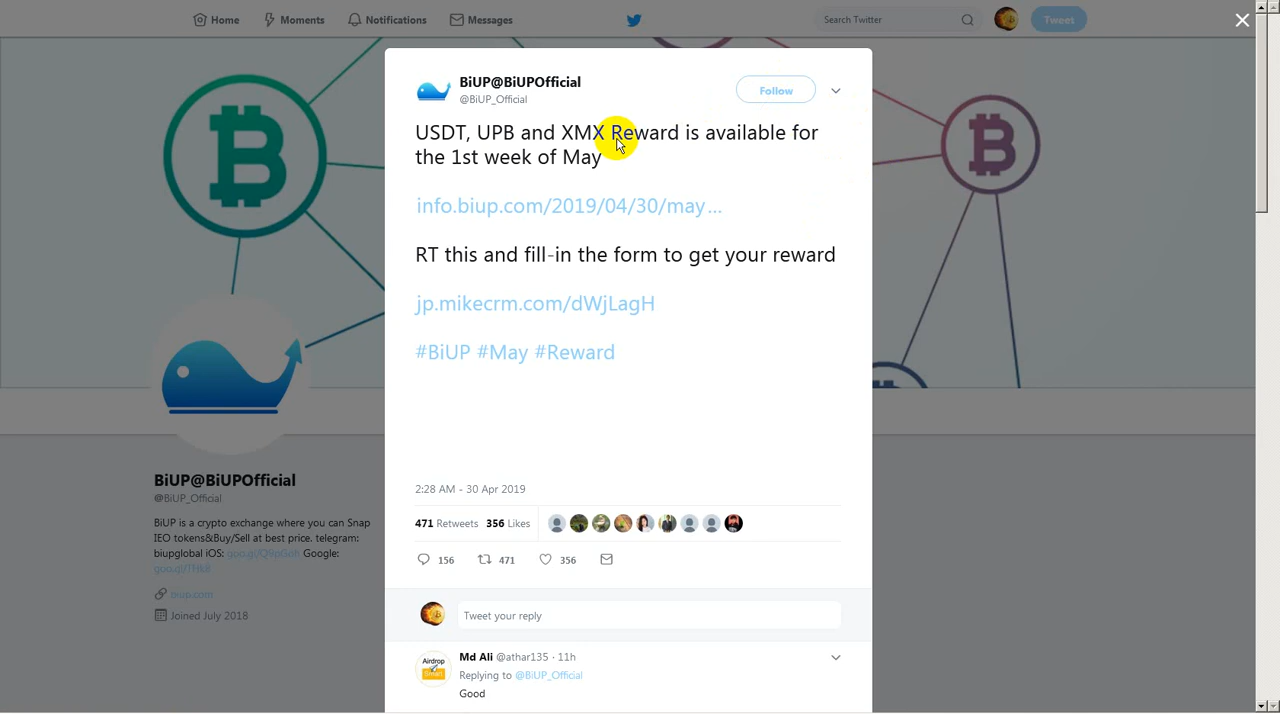 Home Moments Notifications Messages Search Twitter Tweet
BiUP@BiUPOfficial
@BiUP_Official
Follow
USDT, UPB and XMX Reward is available for
the 1st week of May
info.biup.com/2019/04/30/may…
RT this and fill-in the form to get your reward
jp.mikecrm.com/dWjLagH
#BiUP #May #Reward
2:28 AM - 30 Apr 2019
471 Retweets 356 Likes
156 471 356
Tweet your reply
Md Ali @athar135 · 11h
Replying to @BiUP_Official
Good
BiUP@BiUPOfficial
@BiUP_Official
BiUP is a crypto exchange where you can Snap
IEO tokens&Buy/Sell at best price. telegram:
biupglobal iOS: Google:
biup.com
Joined July 2018